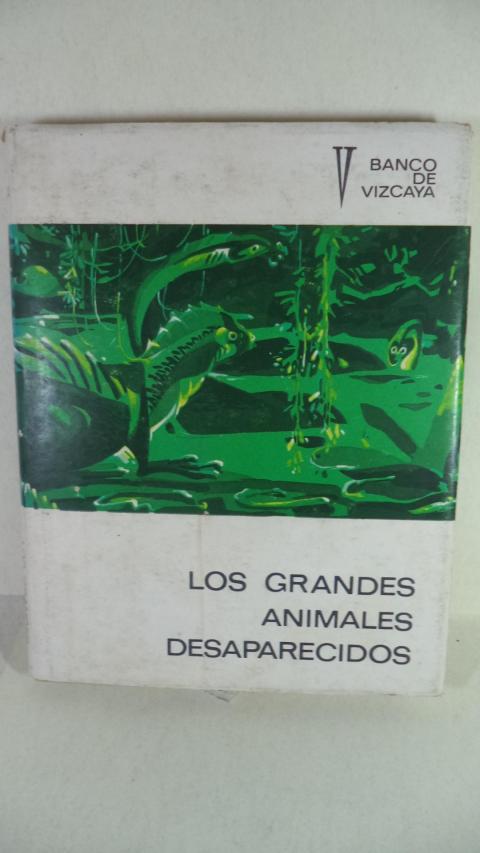 BANCO
DE
VIZCAYA
LOS GRANDES
ANIMALES
DESAPARECIDOS